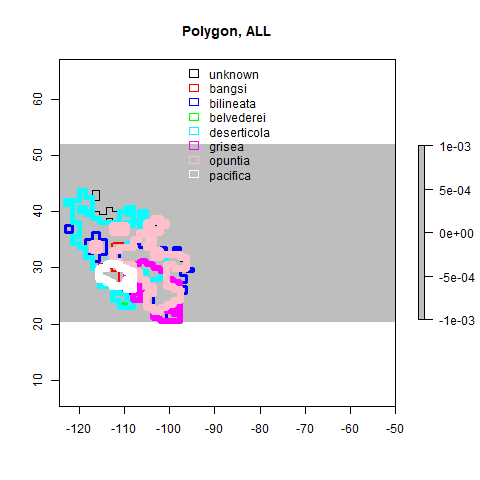 Polygon, ALL
unknown
bangsi
bilineata
belvederei
deserticola
grisea
opuntia
pacifica
60
50
40
30
20
10
-120 -110 -100 -90 -80 -70 -60 -50
1e-03
5e-04
0e+00
-5e-04
-1e-03